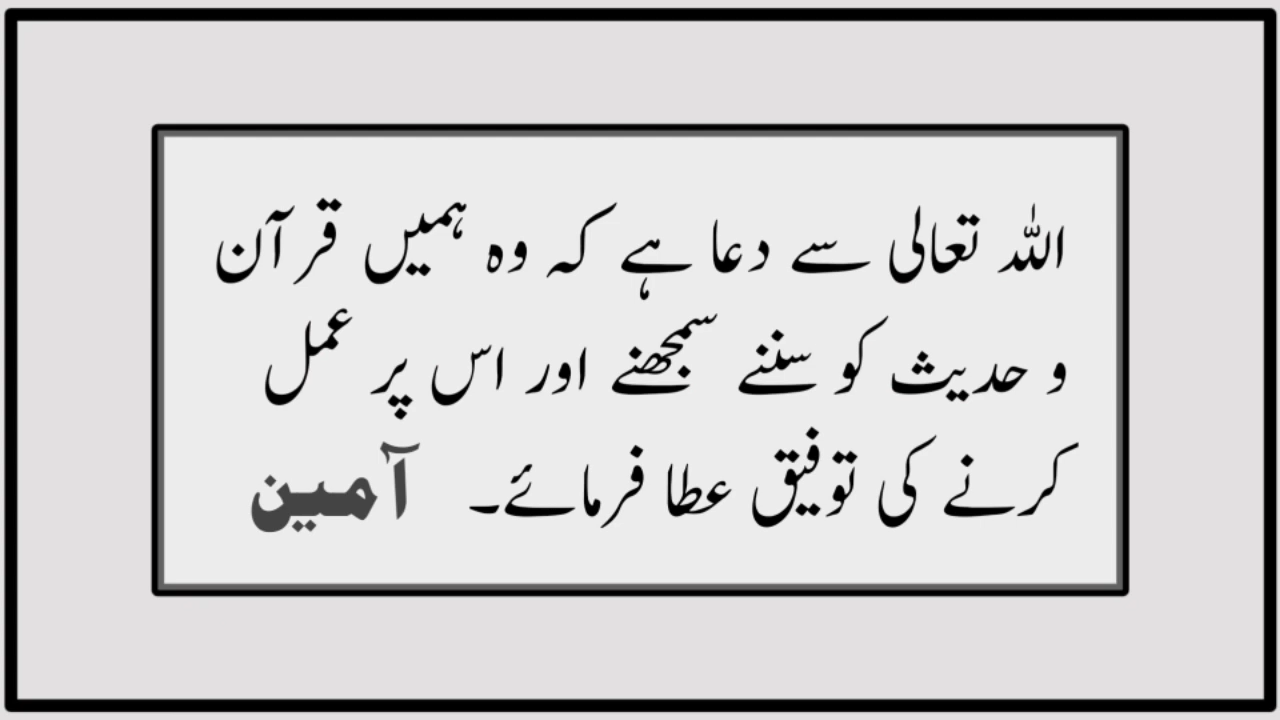 اللہ تعالی سے دعا ہے کہ وہ ہمیں قرآن
و حدیث کو سننے سمجھنے اور اس پر عمل
کرنے کی توفیق عطا فرمائے۔ آمین